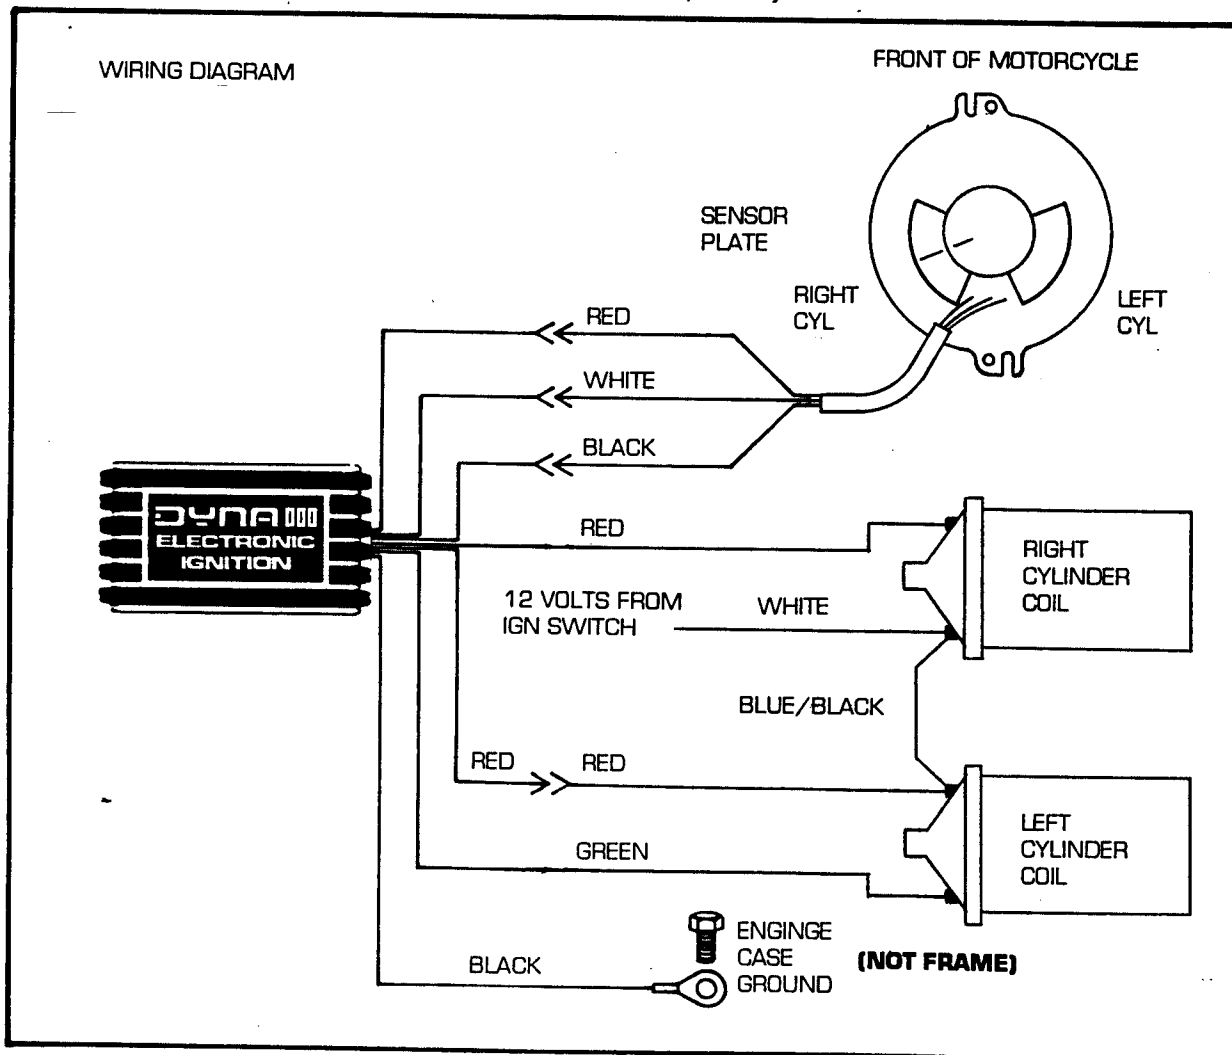 WIRING DIAGRAM
FRONT OF MOTORCYCLE
SENSOR
PLATE
RIGHT
CYL
LEFT
CYL
RED
WHITE
BLACK
DYNA III
ELECTRONIC
IGNITION
RED
RIGHT
CYLINDER
COIL
12 VOLTS FROM
IGN SWITCH
WHITE
BLUE/BLACK
RED
RED
LEFT
CYLINDER
COIL
GREEN
ENGINGE
CASE
GROUND
(NOT FRAME)
BLACK